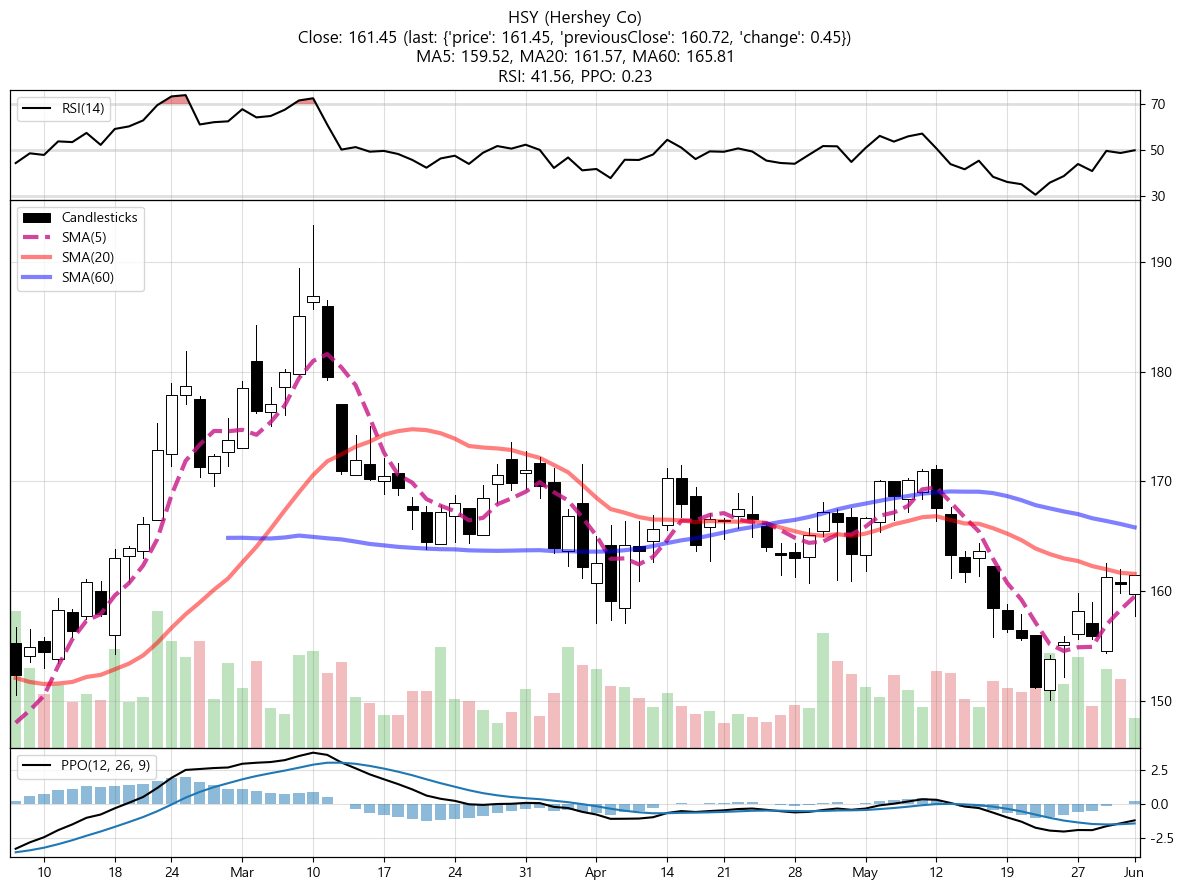 HSY (Hershey Co)
Close: 161.45 (last: {'price': 161.45, 'previousClose': 160.72, 'change': 0.45})
MA5: 159.52, MA20: 161.57, MA60: 165.81
RSI: 41.56, PPO: 0.23
RSI(14)
70
50
30
Candlesticks
SMA(5)
SMA(20)
SMA(60)
190
180
170
160
150
PPO(12, 26, 9)
2.5
0.0
-2.5
10 18 24 Mar 10 17 24 31 Apr 14 21 28 May 12 19 27 Jun